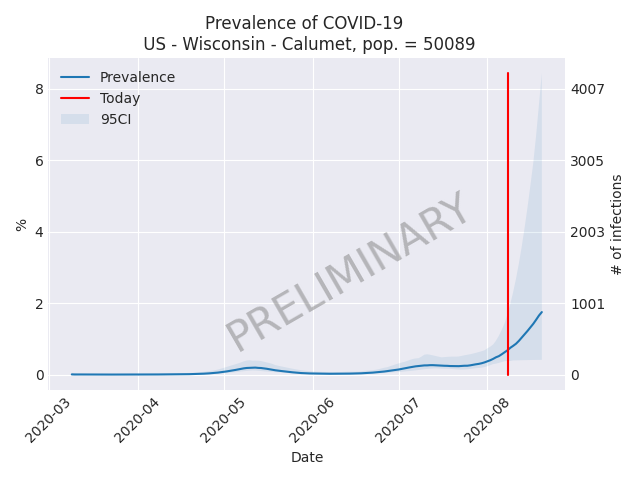 Prevalence of COVID-19
US - Wisconsin - Calumet, pop. = 50089
Prevalence
Today
95CI
8
6
4
2
0
%
4007
3005
2003
1001
0
# of infections
PRELIMINARY
2020-03
2020-04
2020-05
2020-06
2020-07
2020-08
Date